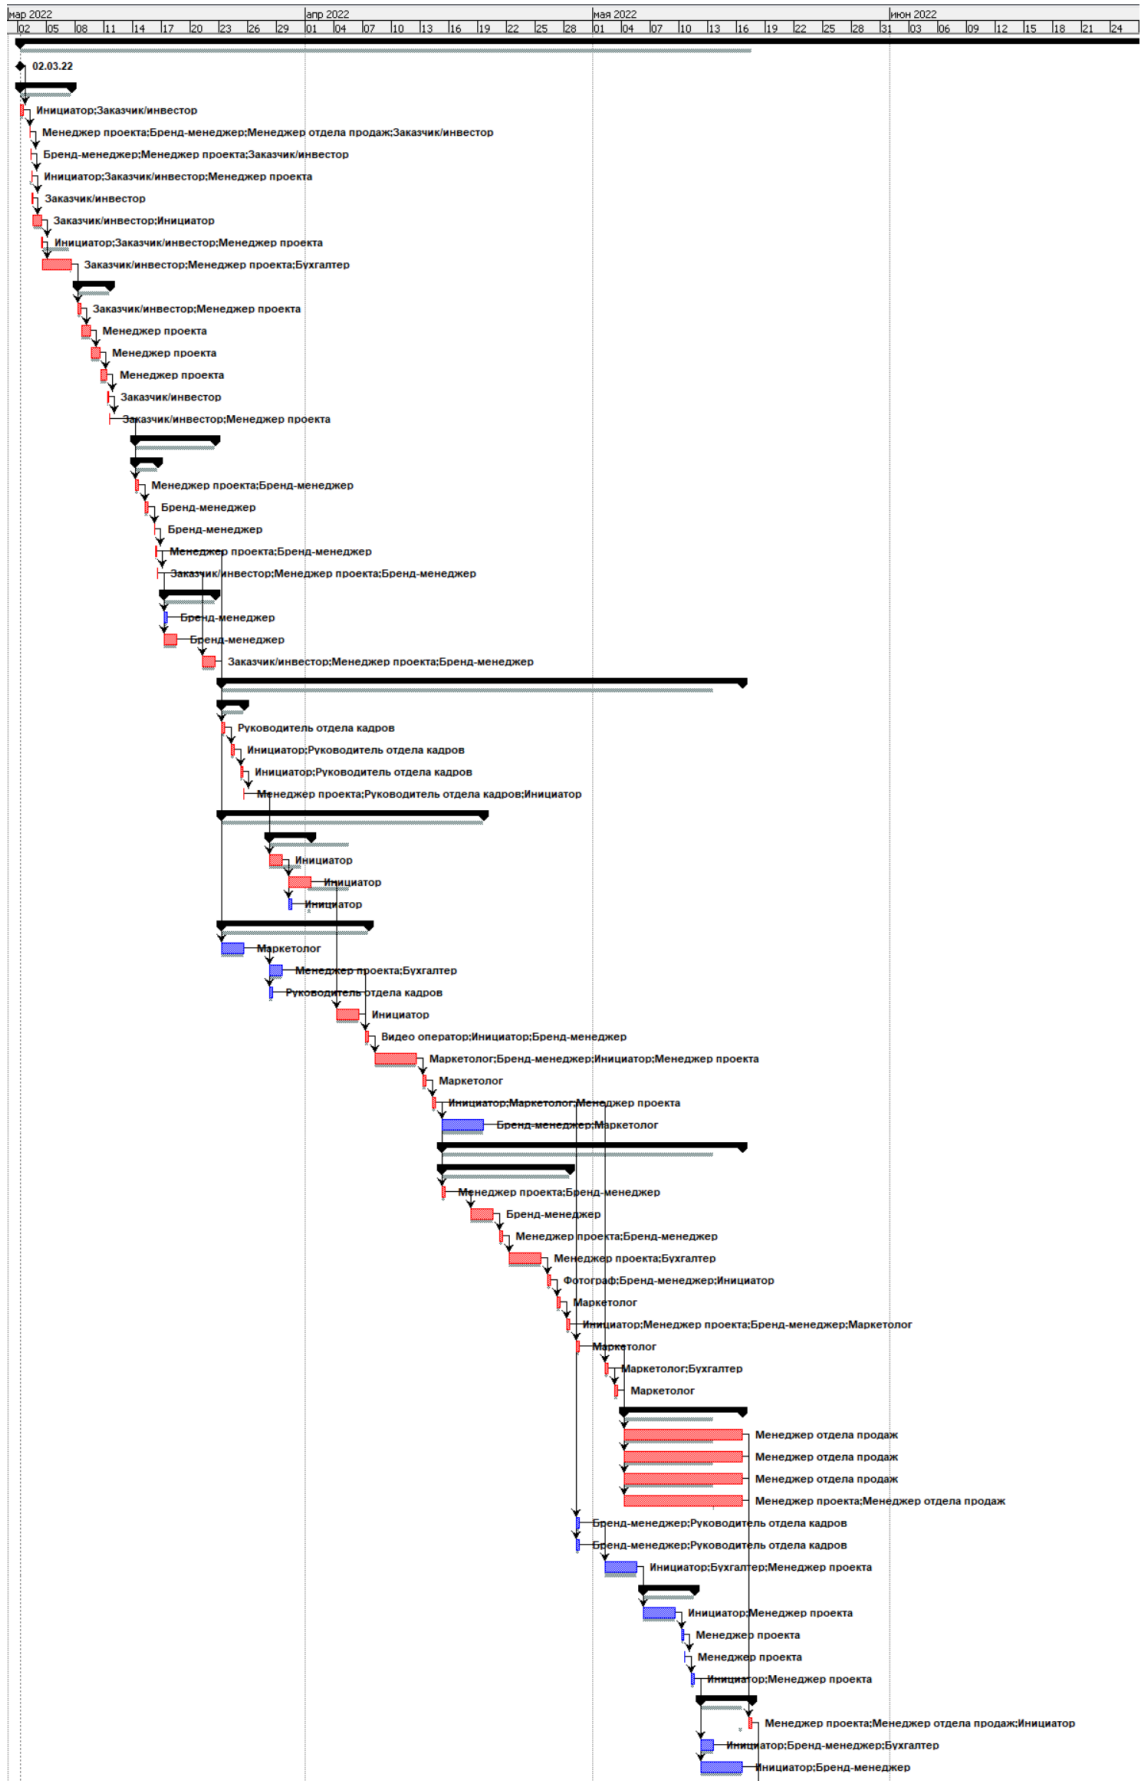 мар 2022 апр 2022 мая 2022 июн 2022
02 05 08 11 14 17 20 23 26 29 01 04 07 10 13 16 19 22 25 28 01 04 07 10 13 16 19 22 25 28 31 03 06 09 12 15 18 21 24
02.03.22
Инициатор;Заказчик/инвестор
Менеджер проекта;Бренд-менеджер;Менеджер отдела продаж;Заказчик/инвестор
Бренд-менеджер;Менеджер проекта;Заказчик/инвестор
Инициатор;Заказчик/инвестор;Менеджер проекта
Заказчик/инвестор
Заказчик/инвестор;Инициатор
Инициатор;Заказчик/инвестор;Менеджер проекта
Заказчик/инвестор;Менеджер проекта;Бухгалтер
Заказчик/инвестор;Менеджер проекта
Менеджер проекта
Менеджер проекта
Менеджер проекта
Заказчик/инвестор
Заказчик/инвестор;Менеджер проекта
Менеджер проекта;Бренд-менеджер
Бренд-менеджер
Бренд-менеджер
Менеджер проекта;Бренд-менеджер
Заказчик/инвестор;Менеджер проекта;Бренд-менеджер
Бренд-менеджер
Бренд-менеджер
Заказчик/инвестор;Менеджер проекта;Бренд-менеджер
Руководитель отдела кадров
Инициатор;Руководитель отдела кадров
Инициатор;Руководитель отдела кадров
Менеджер проекта;Руководитель отдела кадров;Инициатор
Инициатор
Инициатор
Инициатор
Маркетолог
Менеджер проекта;Бухгалтер
Руководитель отдела кадров
Инициатор
Видео оператор;Инициатор;Бренд-менеджер
Маркетолог;Бренд-менеджер;Инициатор;Менеджер проекта
Маркетолог
Инициатор;Маркетолог;Менеджер проекта
Бренд-менеджер;Маркетолог
Менеджер проекта;Бренд-менеджер
Бренд-менеджер
Менеджер проекта;Бренд-менеджер
Менеджер проекта;Бухгалтер
Фотограф;Бренд-менеджер;Инициатор
Маркетолог
Инициатор;Менеджер проекта;Бренд-менеджер;Маркетолог
Маркетолог
Маркетолог;Бухгалтер
Маркетолог
Менеджер отдела продаж
Менеджер отдела продаж
Менеджер отдела продаж
Менеджер проекта;Менеджер отдела продаж
Бренд-менеджер;Руководитель отдела кадров
Бренд-менеджер;Руководитель отдела кадров
Инициатор;Бухгалтер;Менеджер проекта
Инициатор;Менеджер проекта
Менеджер проекта
Менеджер проекта
Инициатор;Менеджер проекта
Менеджер проекта;Менеджер отдела продаж;Инициатор
Инициатор;Бренд-менеджер;Бухгалтер
Инициатор;Бренд-менеджер